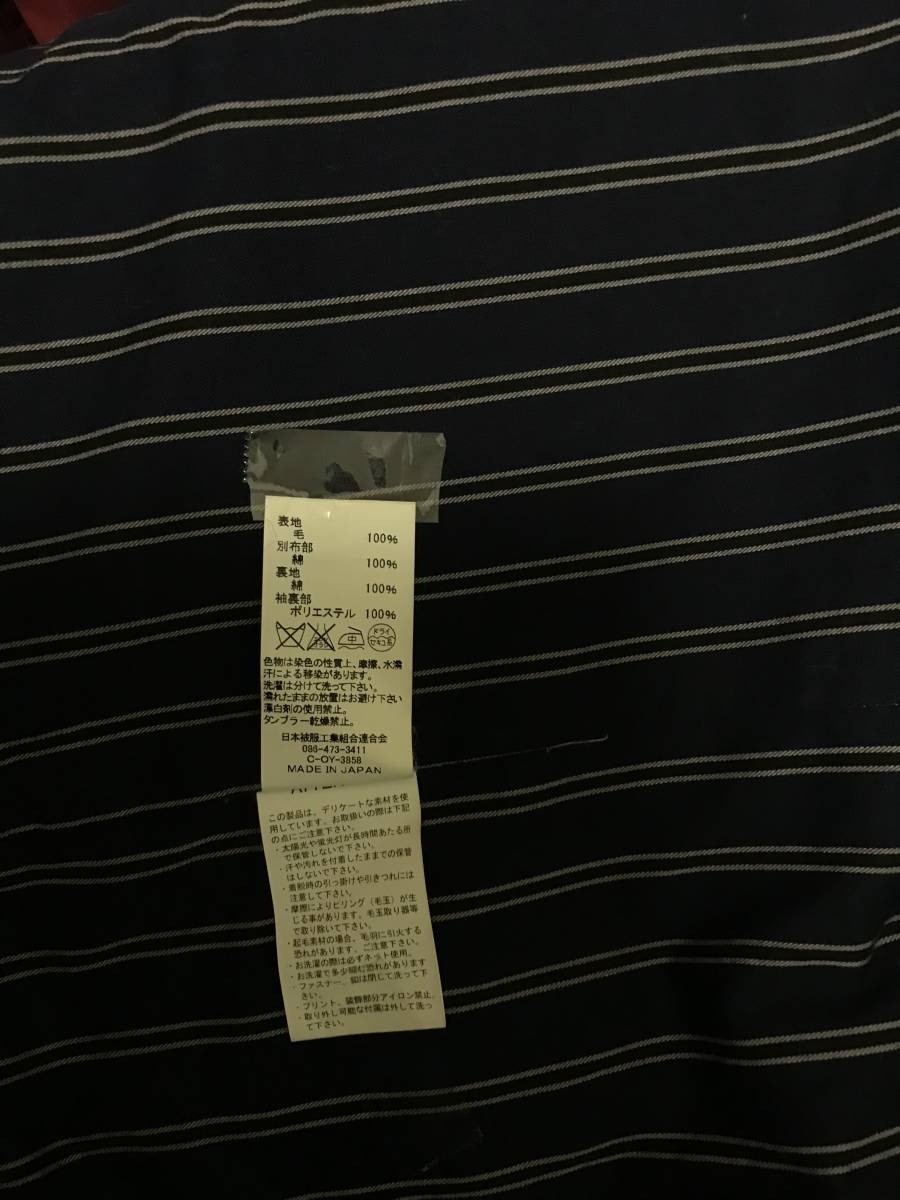 表地
毛 100%
別布部
綿 100%
裏地
綿 100%
袖裏部
ポリエステル 100%
中 ドライ
セキユ系
色物は染色の性質上、摩擦、水濡
汗による移染があります。
洗濯は分けて洗って下さい。
濡れたままの放置はお避け下さい
漂白剤の使用禁止。
タンブラー乾燥禁止。
日本被服工業組合連合会
086-473-3411
C-OY-3858
MADE IN JAPAN
この製品は、デリケートな素材を使
用しています。お取扱いの際は下記
の点にご注意下さい。
・太陽光や蛍光灯が長時間あたる所
で保管しないで下さい。
・汗や汚れを付着したままでの保管
はしないで下さい。
・着脱時の引っ掛けや引きつれには
注意して下さい。
・摩擦によりピリング(毛玉)が生
じる事があります。毛玉取り器等
で取り除いて下さい。
・起毛素材の場合、毛羽に引火する
恐れがあります、ご注意下さい。
・お洗濯の際は必ずネット使用。
・お洗濯で多少縮む恐れがあります
・ファスナー、釦は閉じて洗って下
さい。
・プリント、装飾部分アイロン禁止。
・取り外し可能な付属は外して洗っ
て下さい。